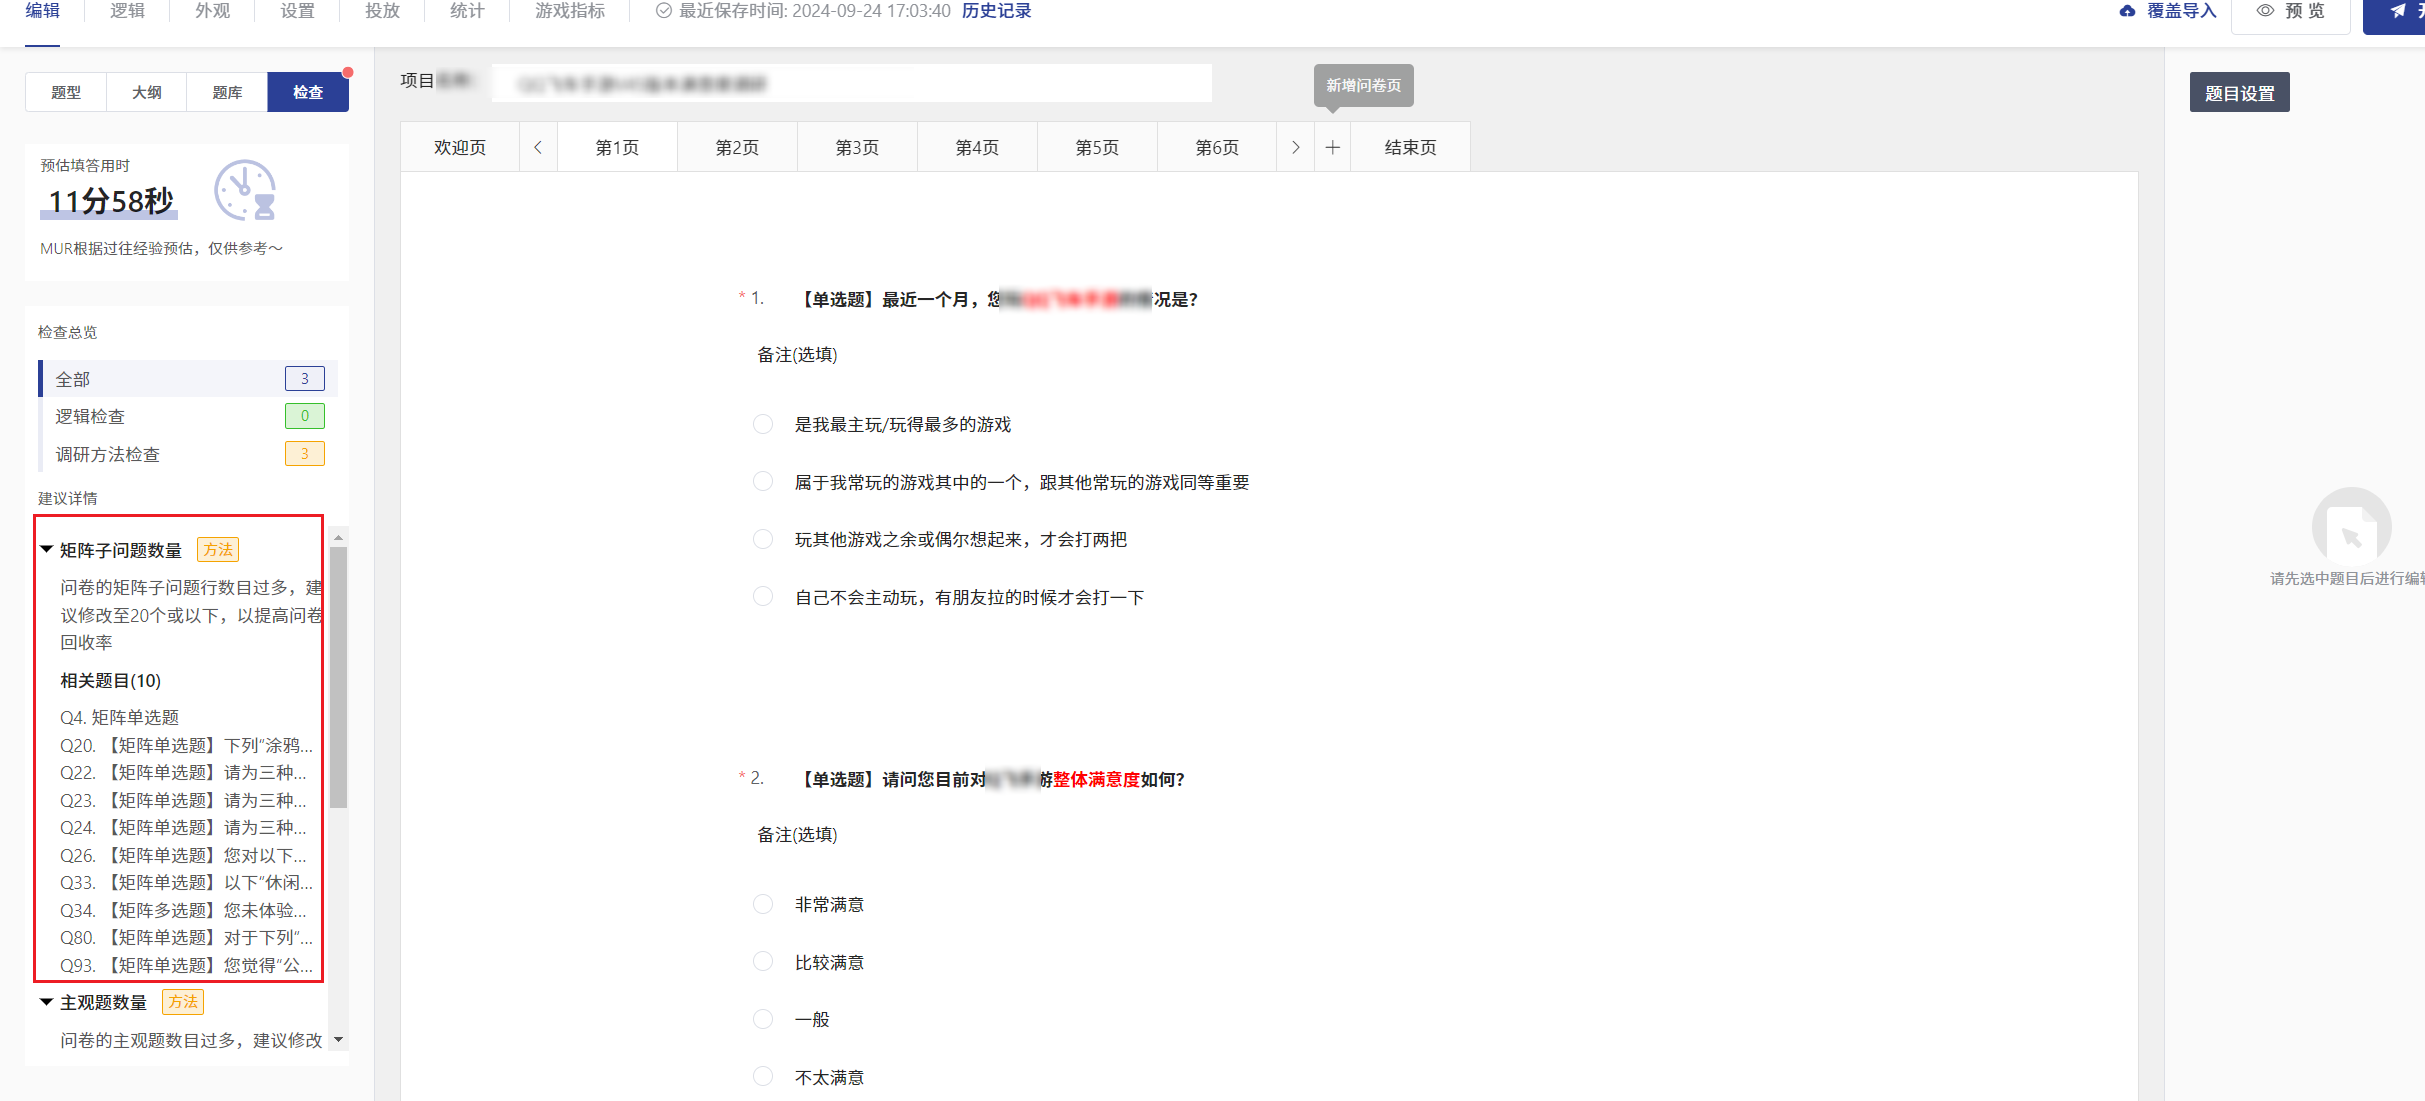 编辑 逻辑 外观 设置 投放 统计 游戏指标 最近保存时间: 2024-09-24 17:03:40 历史记录 覆盖导入 预 览
题型 大纲 题库 检查
项目
新增问卷页
题目设置
欢迎页 第1页 第2页 第3页 第4页 第5页 第6页 结束页
预估填答用时
11分58秒
MUR根据过往经验预估，仅供参考～
检查总览
全部 3
逻辑检查 0
调研方法检查 3
建议详情
矩阵子问题数量 方法
问卷的矩阵子问题行数目过多，建
议修改至20个或以下，以提高问卷
回收率
相关题目(10)
Q4. 矩阵单选题
Q20. 【矩阵单选题】下列“涂鸦...
Q22. 【矩阵单选题】请为三种...
Q23. 【矩阵单选题】请为三种...
Q24. 【矩阵单选题】请为三种...
Q26. 【矩阵单选题】您对以下...
Q33. 【矩阵单选题】以下“休闲...
Q34. 【矩阵多选题】您未体验...
Q80. 【矩阵单选题】对于下列“...
Q93. 【矩阵单选题】您觉得“公...
主观题数量 方法
问卷的主观题数目过多，建议修改
* 1. 【单选题】最近一个月，您 况是？
备注(选填)
是我最主玩/玩得最多的游戏
属于我常玩的游戏其中的一个，跟其他常玩的游戏同等重要
玩其他游戏之余或偶尔想起来，才会打两把
自己不会主动玩，有朋友拉的时候才会打一下
* 2. 【单选题】请问您目前对 游整体满意度如何？
备注(选填)
非常满意
比较满意
一般
不太满意
请先选中题目后进行编辑